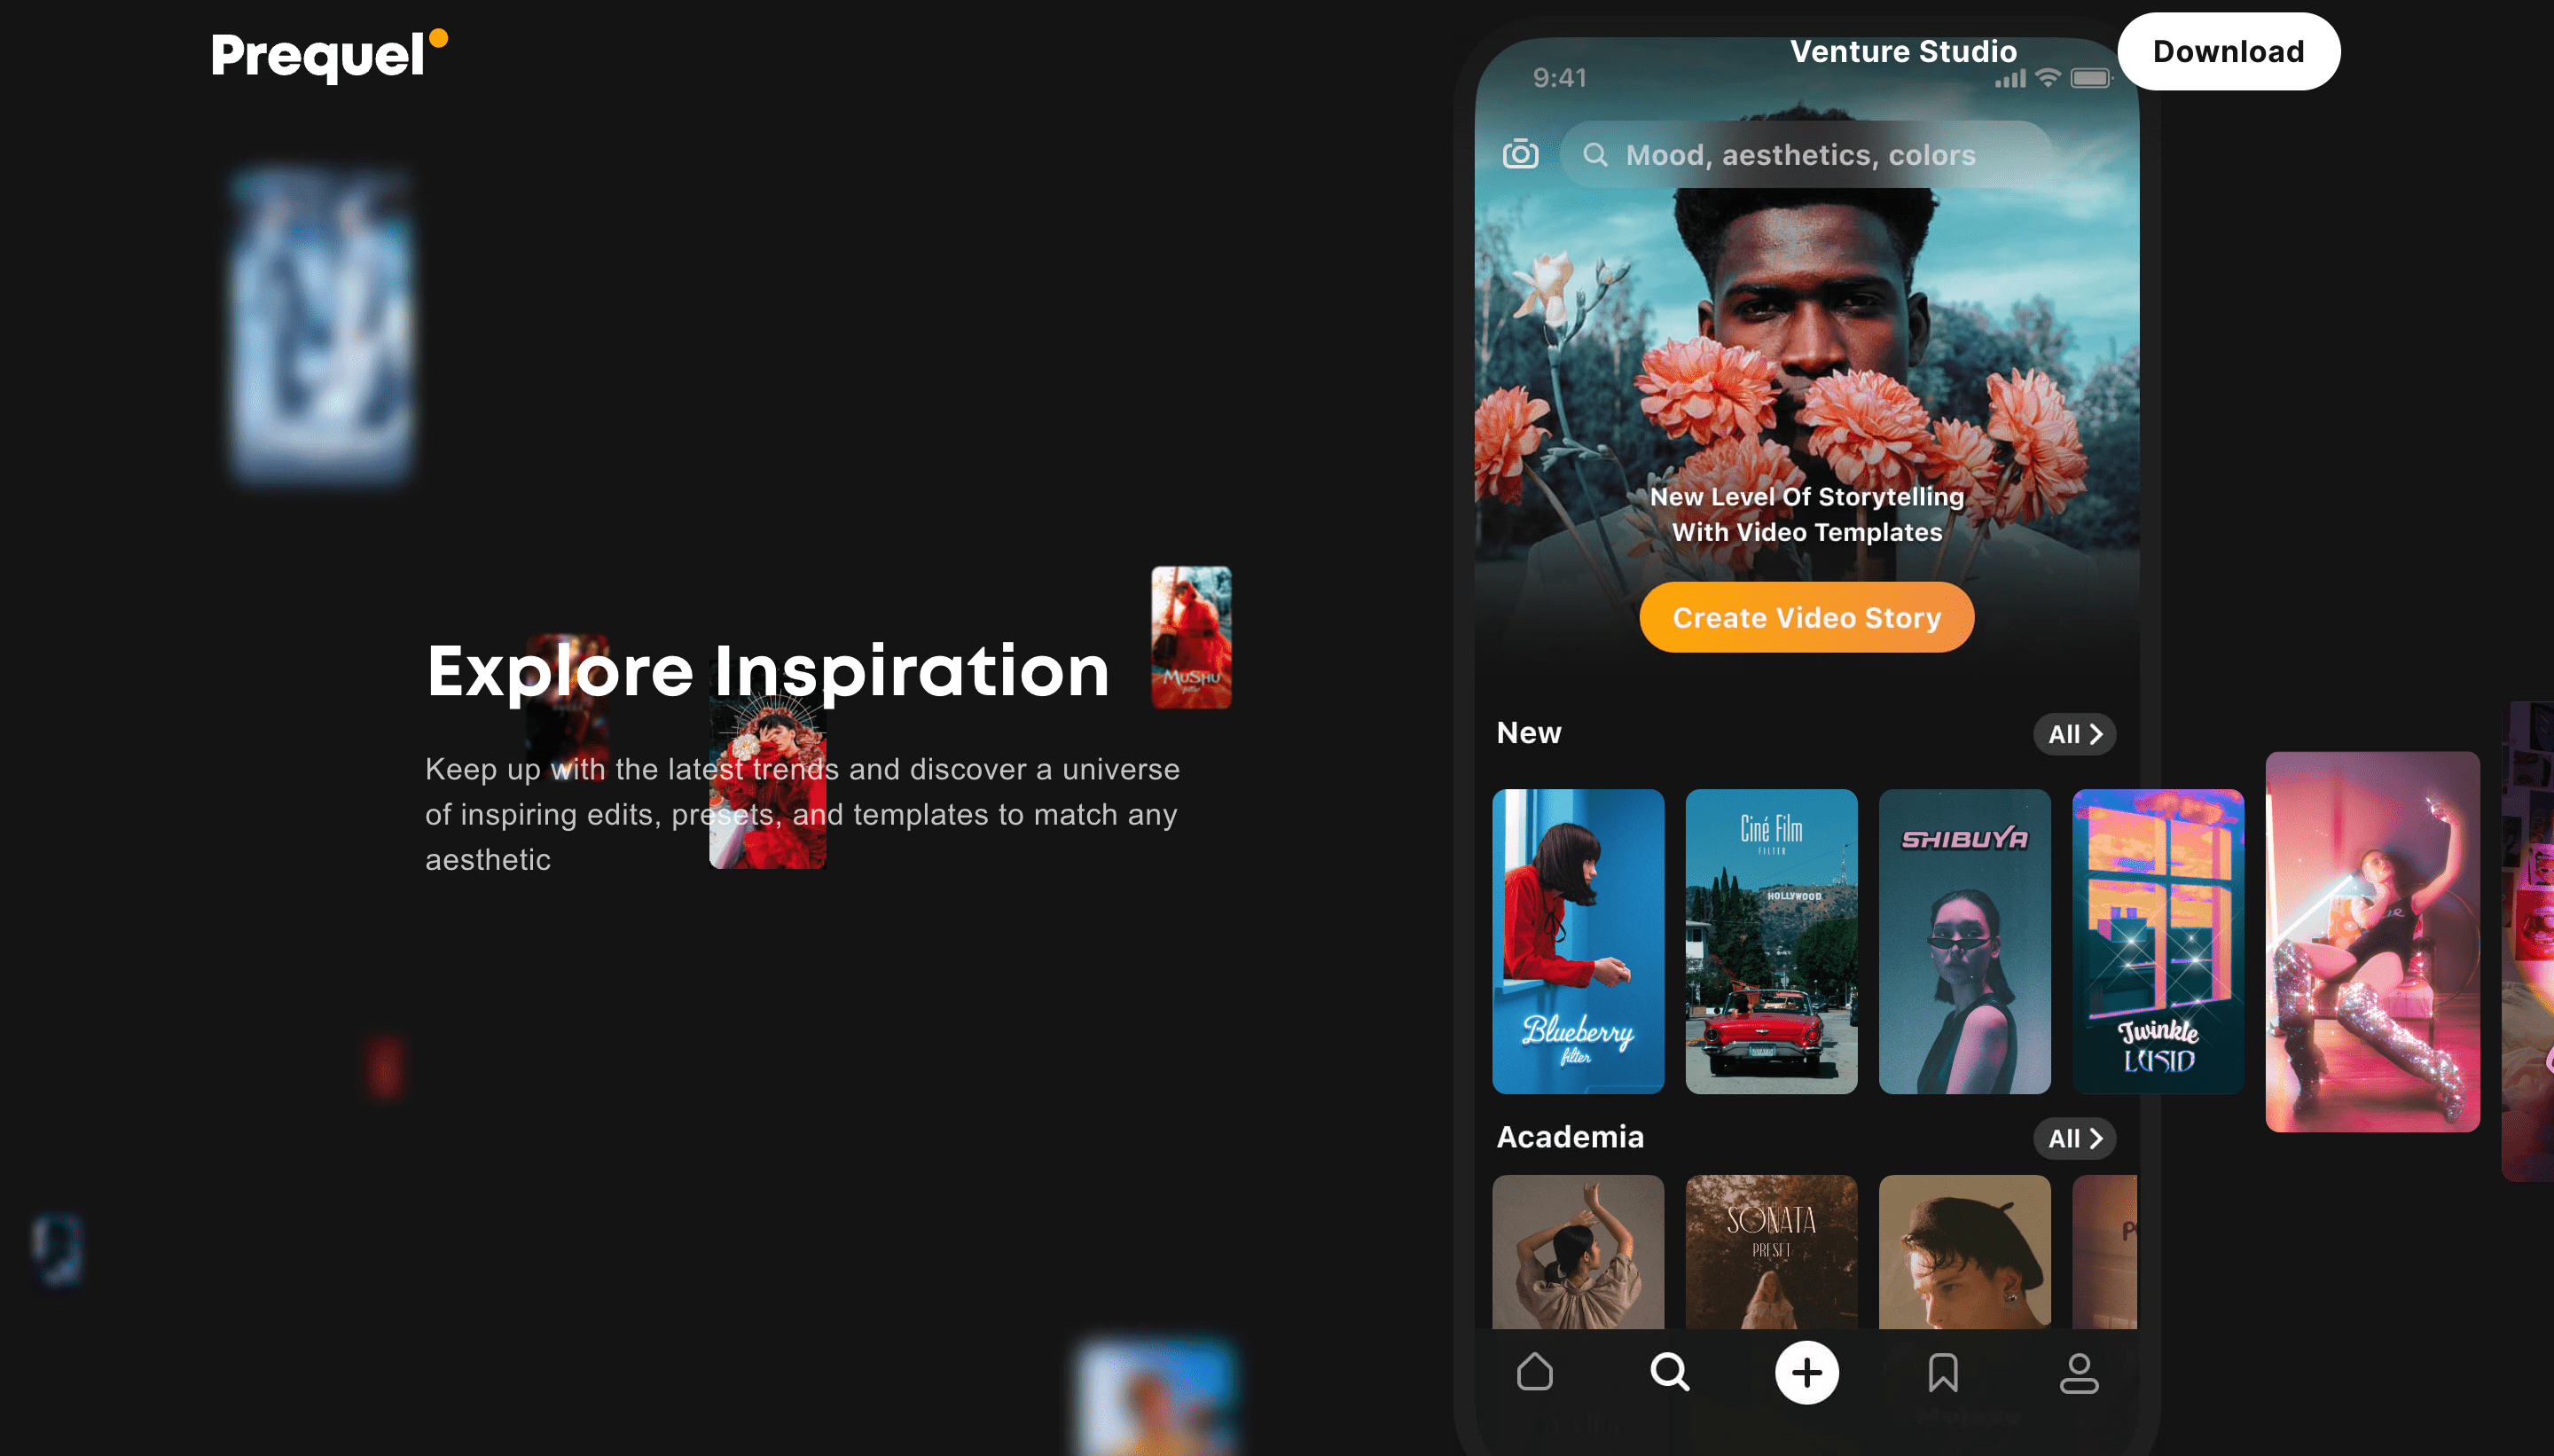 Prequel
Venture Studio
Download
9:41
Mood, aesthetics, colors
New Level Of Storytelling
With Video Templates
Create Video Story
Explore Inspiration
MUSHU
Keep up with the latest trends and discover a universe
of inspiring edits, presets, and templates to match any
aesthetic
New
All
Blueberry
filter
Ciné Film
FILTER
HOLLYWOOD
SHIBUYA
Twinkle
LUSID
Academia
All
SONATA
PRESET